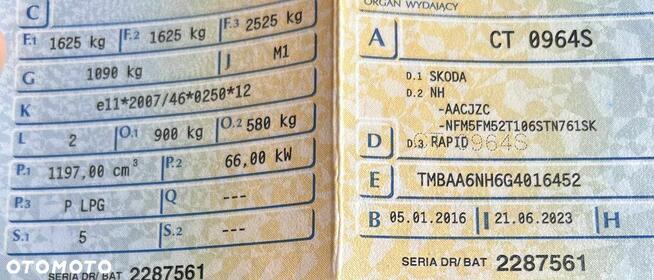 C
F.1 1625 kg F.2 1625 kg F.3 2525 kg
G 1090 kg J M1
K e11*2007/46*0250*12
L 2 O.1 900 kg O.2 580 kg
P.1 1197,00 cm³ P.2 66,00 kW
P.3 P LPG Q ---
S.1 5 S.2 ---
SERIA DR/BAT 2287561
OTOMOTO
ORGAN WYDAJĄCY
A CT 0964S
D.1 SKODA
D.2 NH
-AACJZC
-NFM5FM52T106STN761SK
D D.3 RAPID
CT 0964S
E TMBAA6NH6G4016452
B 05.01.2016 I 21.06.2023 H
SERIA DR/BAT 2287561